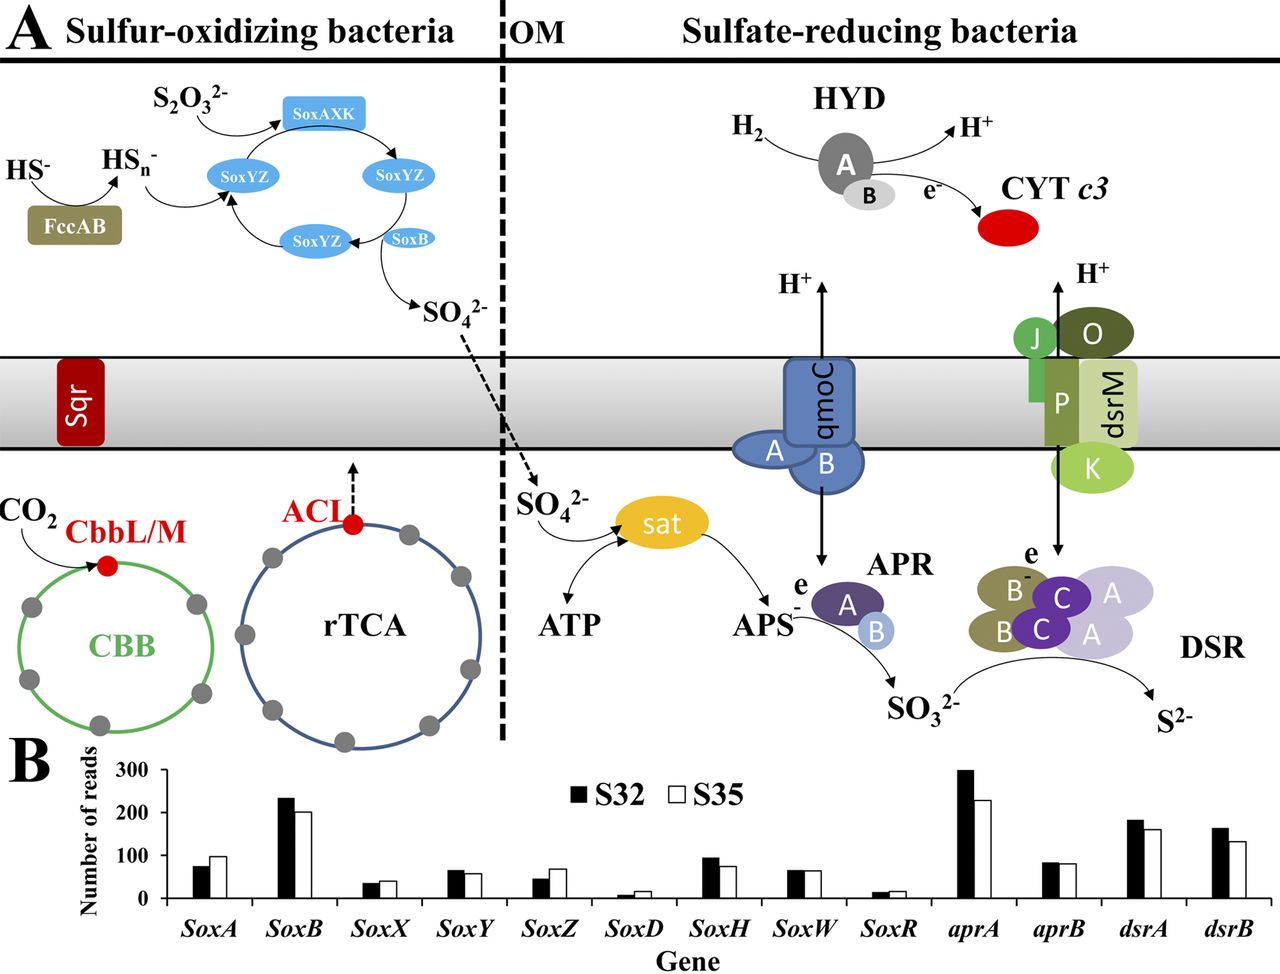 A Sulfur-oxidizing bacteria OM Sulfate-reducing bacteria
S₂O₃²⁻
SoxAXK
HS⁻
HSₙ⁻
FccAB
SoxYZ
SoxYZ
SoxYZ
SoxB
SO₄²⁻
HYD
H₂
H⁺
A
B
e⁻
CYT c3
H⁺
H⁺
J
O
Sqr
qmoC
P
dsrM
A
B
K
CO₂
CbbL/M
CBB
ACL
rTCA
SO₄²⁻
sat
ATP
APS
e⁻
APR
A
B
SO₃²⁻
e⁻
B
C
A
B
C
A
DSR
S²⁻
B
Number of reads
300
200
100
0
S32 S35
SoxA SoxB SoxX SoxY SoxZ SoxD SoxH SoxW SoxR aprA aprB dsrA dsrB
Gene